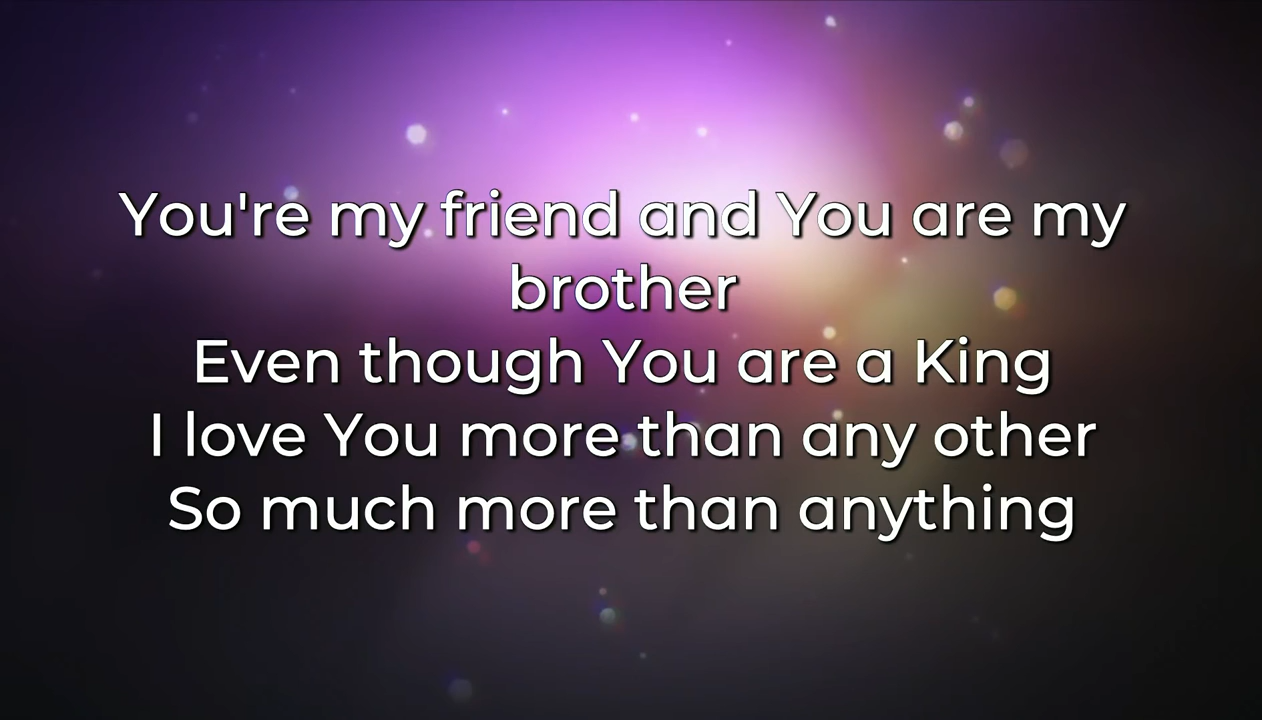 You're my friend and You are my
brother
Even though You are a King
I love You more than any other
So much more than anything